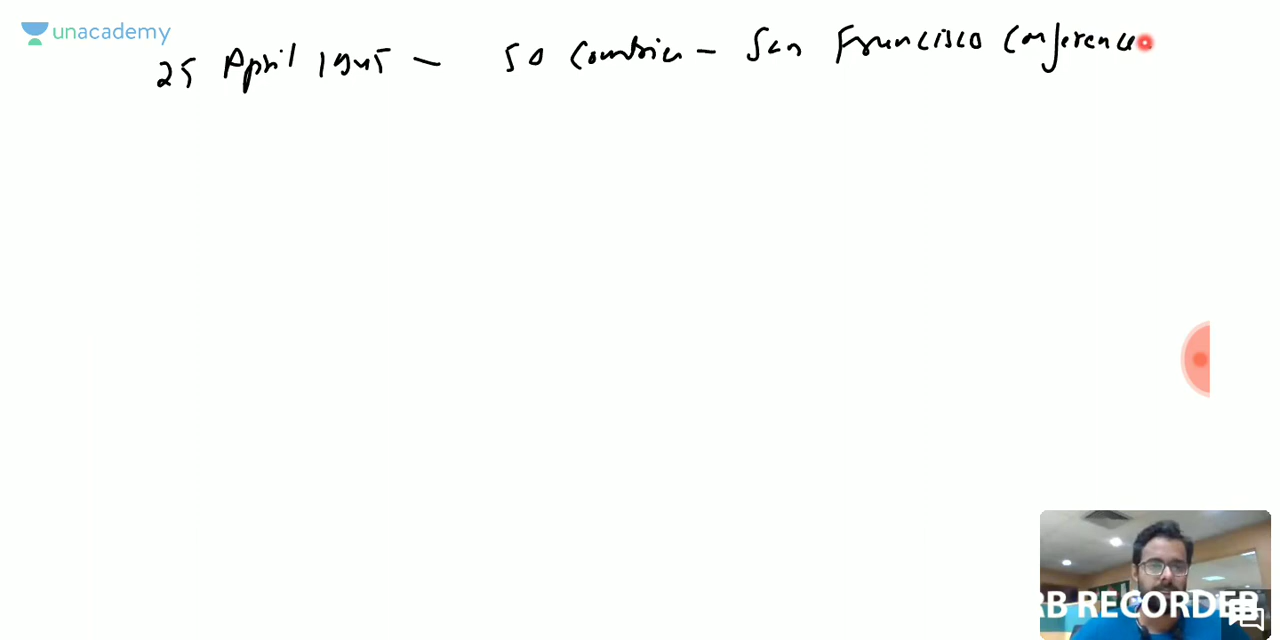 unacademy
25 April 1945 - 50 Countries - San Francisco Conference
RB RECORDER